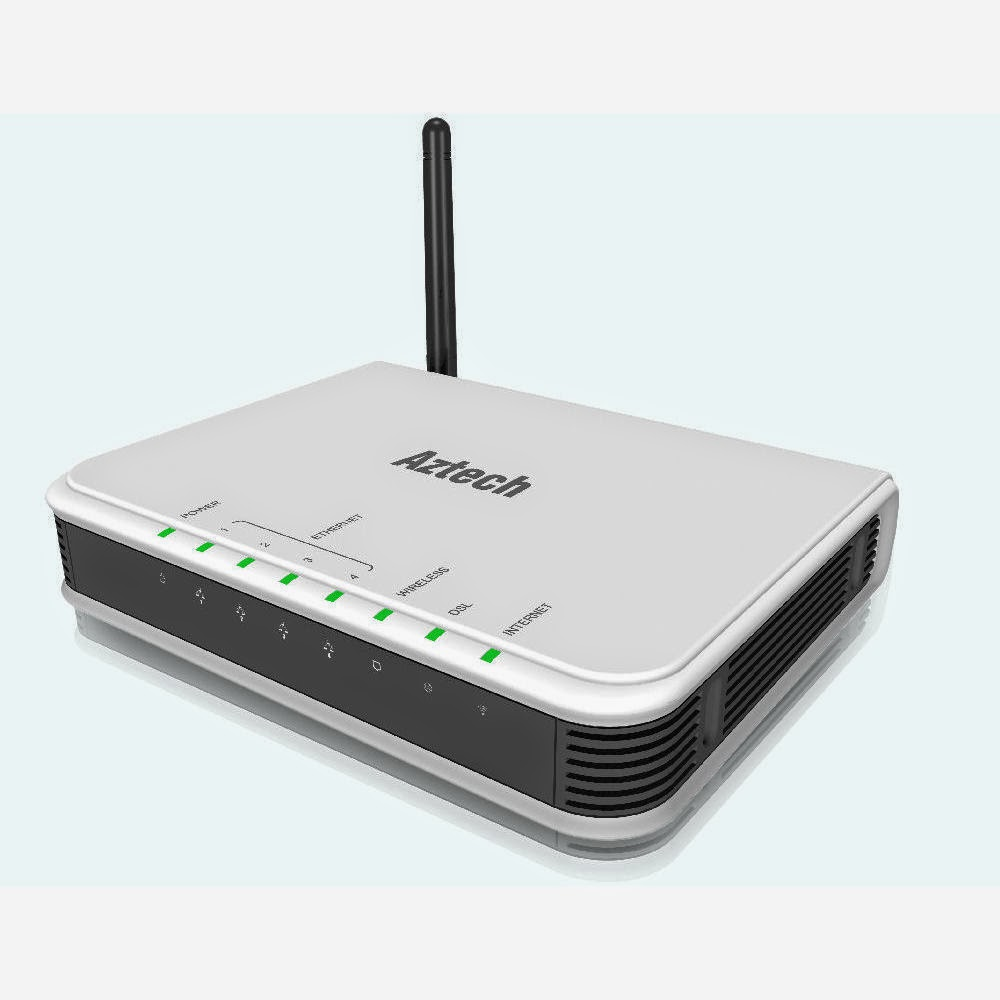 Aztech
POWER
ETHERNET
1 2 3 4
WIRELESS
DSL
INTERNET